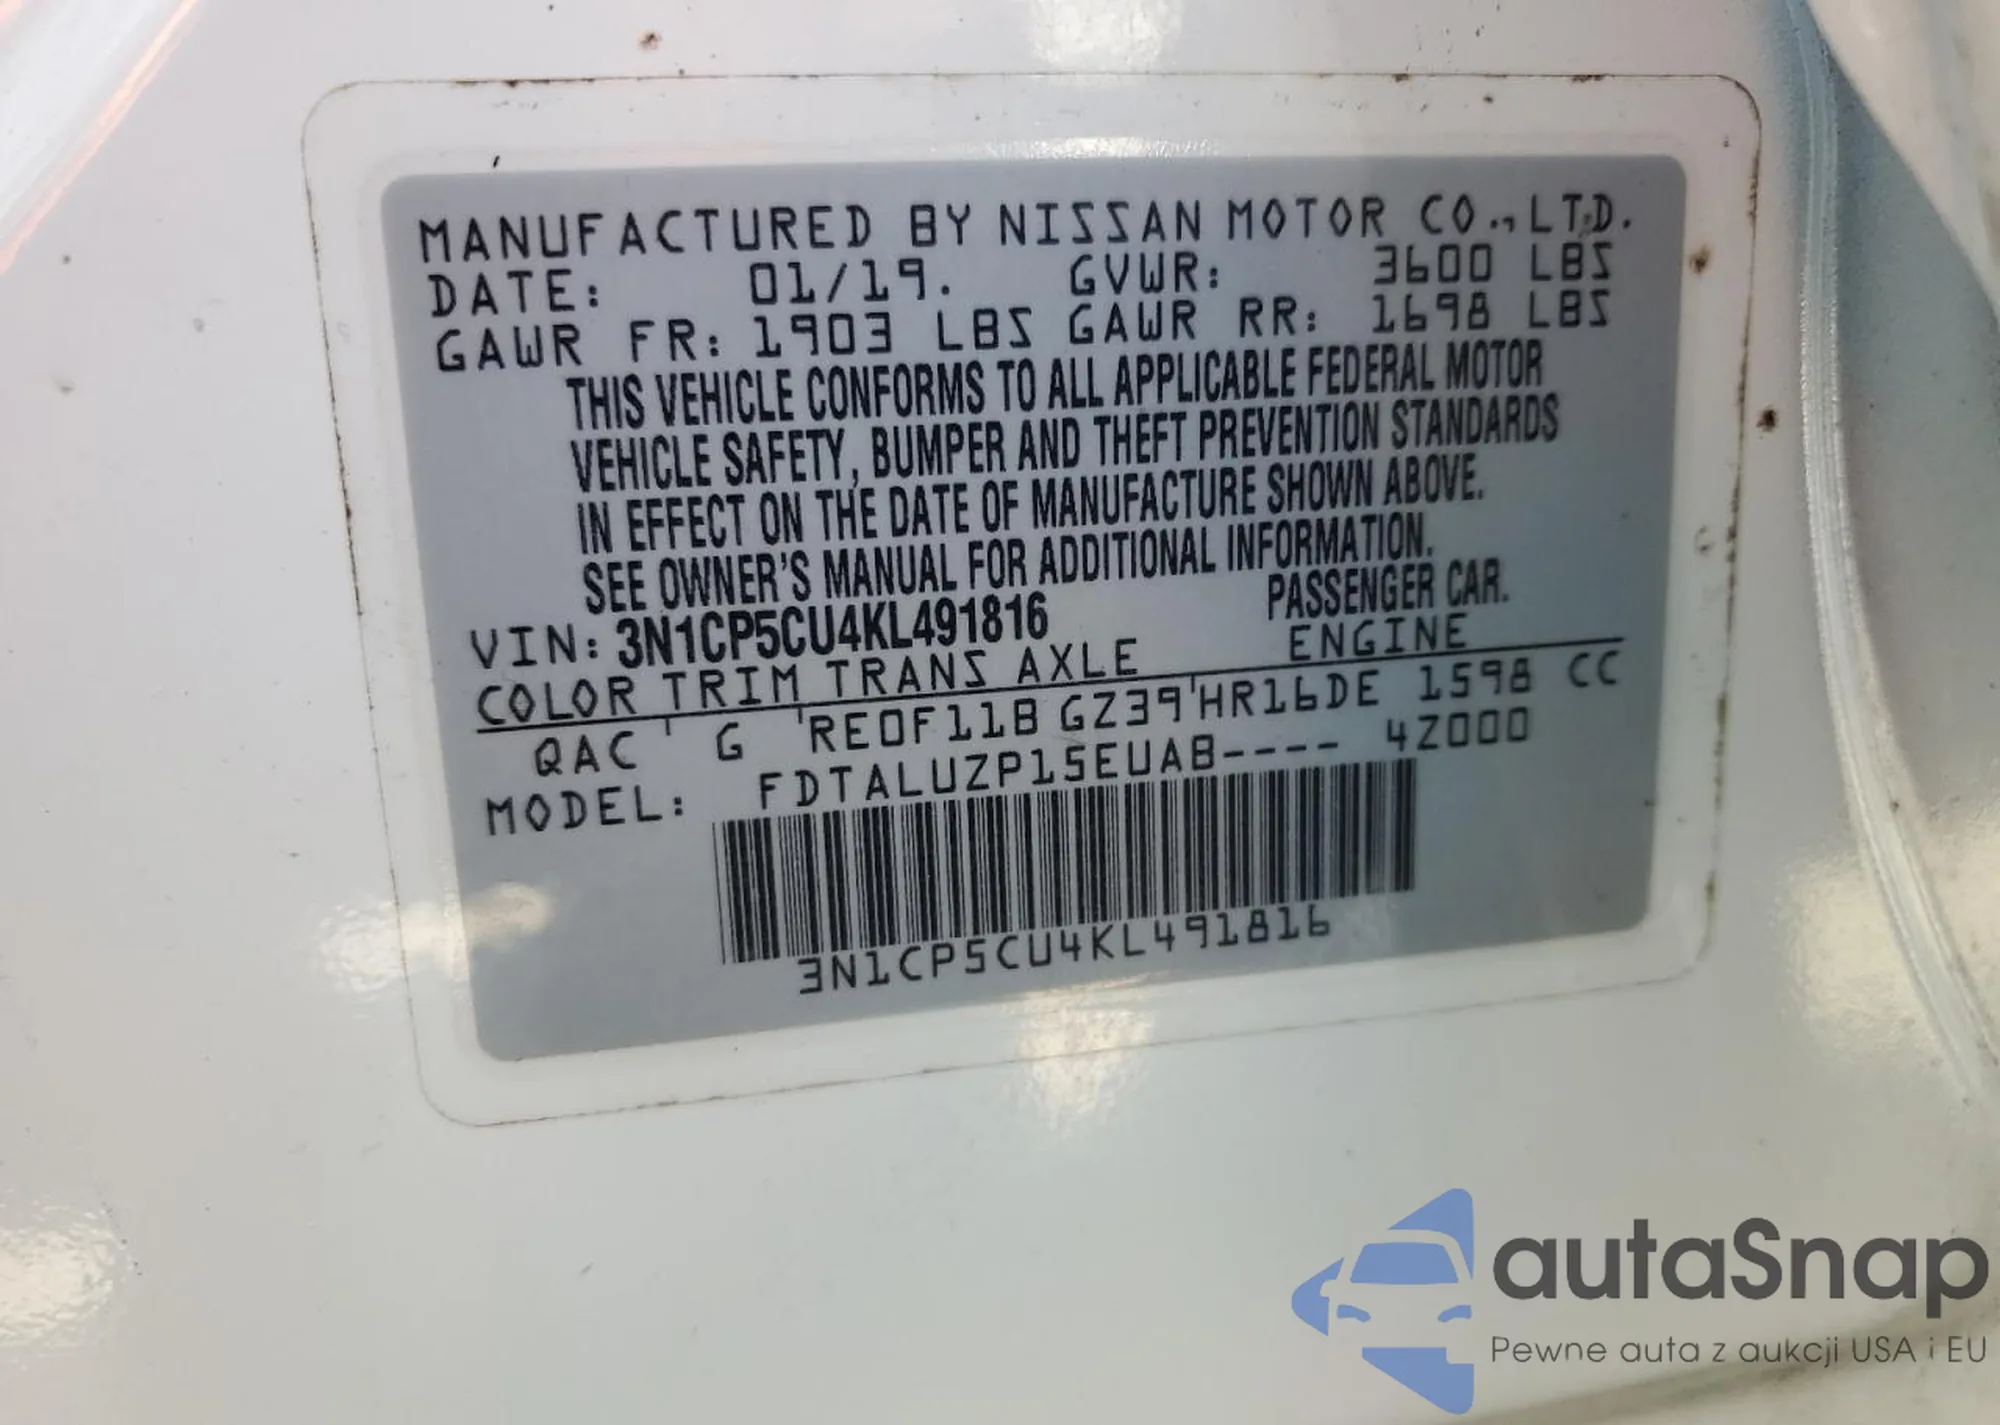 MANUFACTURED BY NISSAN MOTOR CO.,LTD.
DATE: 01/19. GVWR: 3600 LBS
GAWR FR: 1903 LBS GAWR RR: 1698 LBS
THIS VEHICLE CONFORMS TO ALL APPLICABLE FEDERAL MOTOR
VEHICLE SAFETY, BUMPER AND THEFT PREVENTION STANDARDS
IN EFFECT ON THE DATE OF MANUFACTURE SHOWN ABOVE.
SEE OWNER'S MANUAL FOR ADDITIONAL INFORMATION.
VIN: 3N1CP5CU4KL491816 PASSENGER CAR.
COLOR TRIM TRANS AXLE ENGINE
QAC ' G 'RE0F11B GZ39'HR16DE 1598 CC
MODEL: FDTALUZP15EUAB---- 4Z000
3N1CP5CU4KL491816
autaSnap
Pewne auta z aukcji USA i EU